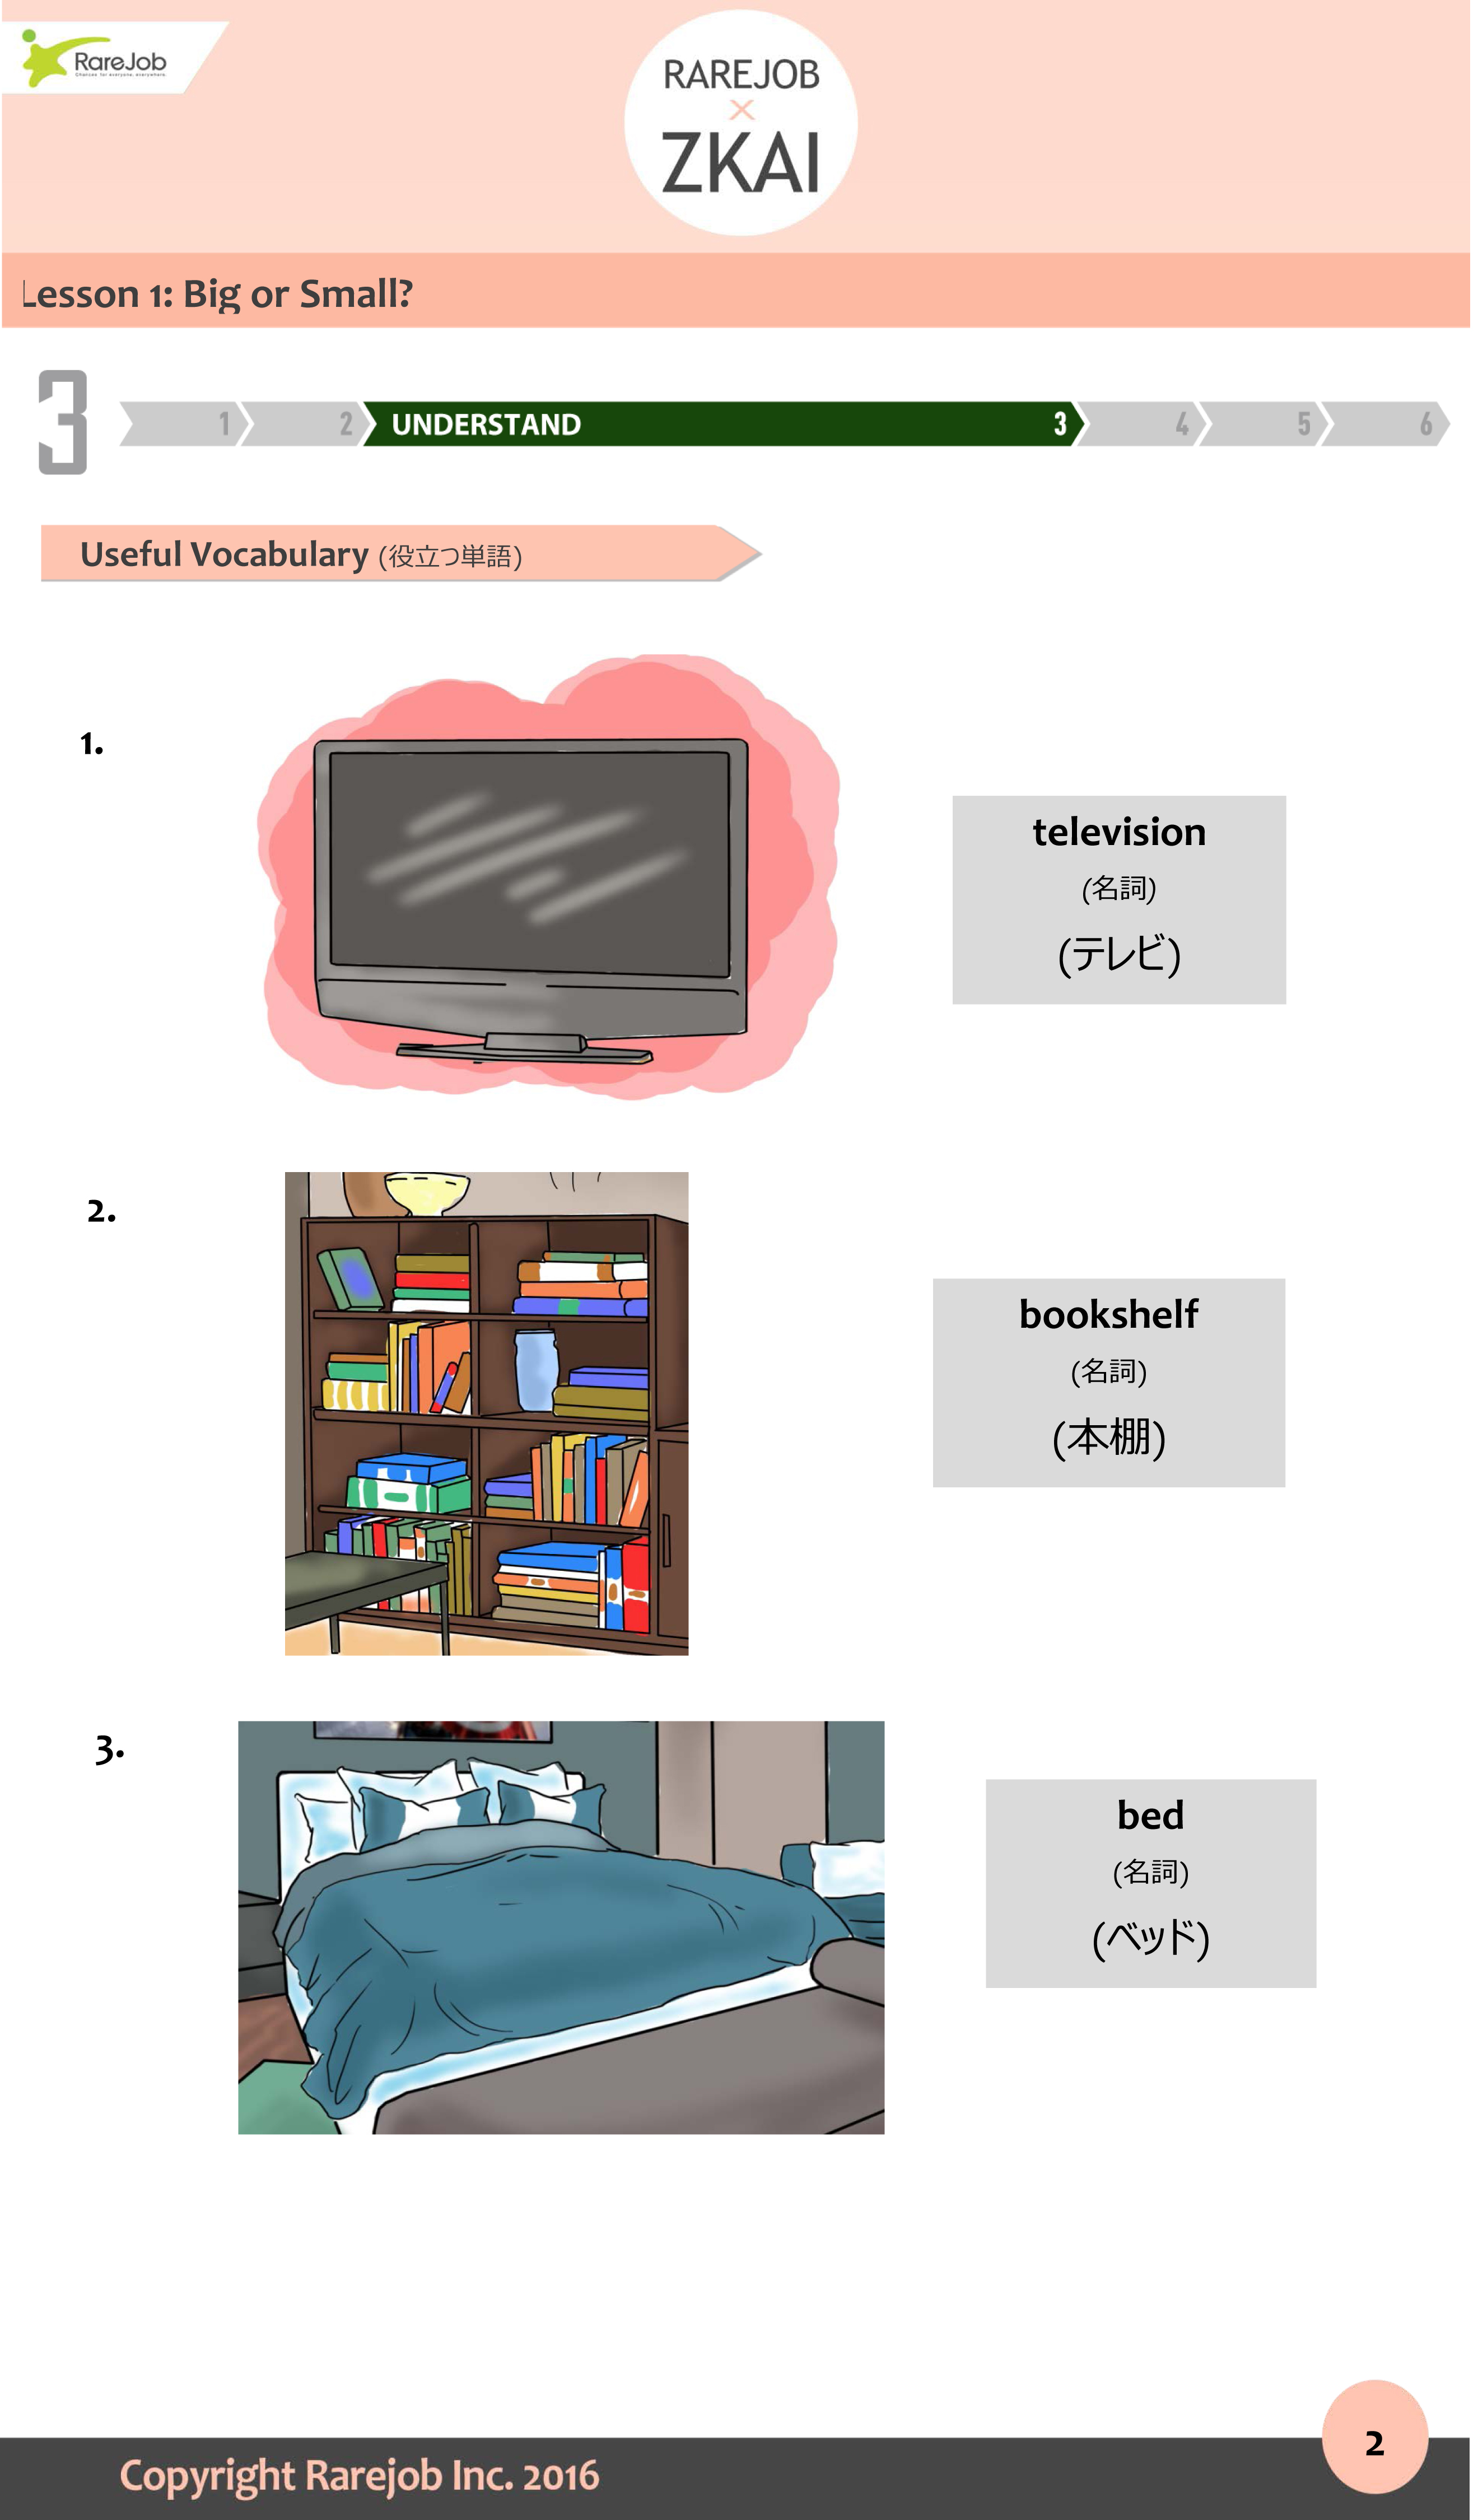 RareJob
Chances for everyone, everywhere.
RAREJOB
×
ZKAI
Lesson 1: Big or Small?
3
1 2 UNDERSTAND 3 4 5 6
Useful Vocabulary (役立つ単語)
1.
television
(名詞)
(テレビ)
2.
bookshelf
(名詞)
(本棚)
3.
bed
(名詞)
(ベッド)
2
Copyright Rarejob Inc. 2016